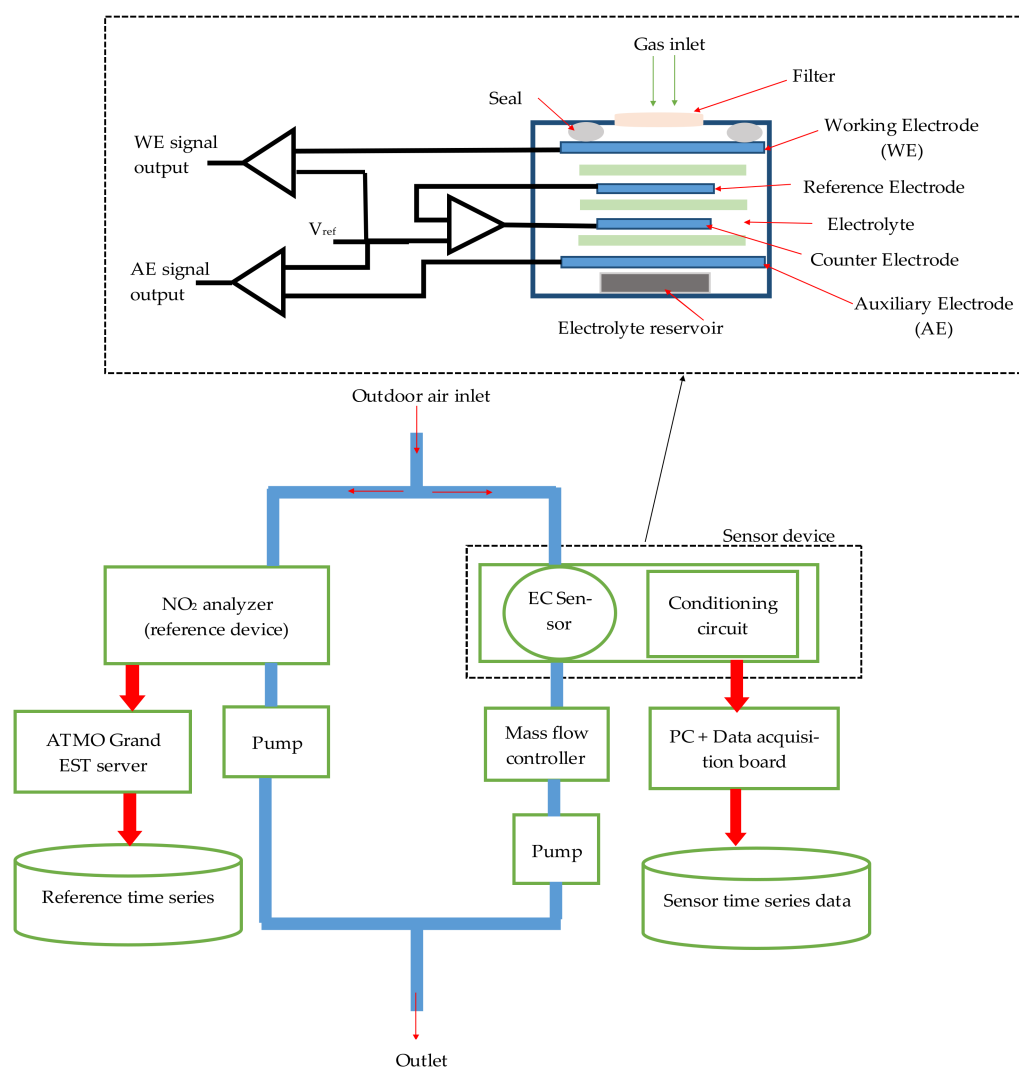 Gas inlet
Filter
Seal
WE signal
output
Working Electrode
(WE)
Reference Electrode
V_ref
Electrolyte
AE signal
output
Counter Electrode
Auxiliary Electrode
(AE)
Electrolyte reservoir
Outdoor air inlet
Sensor device
NO₂ analyzer
(reference device)
EC Sen-
sor
Conditioning
circuit
ATMO Grand
EST server
Pump
Mass flow
controller
PC + Data acquisi-
tion board
Pump
Reference time series
Sensor time series data
Outlet